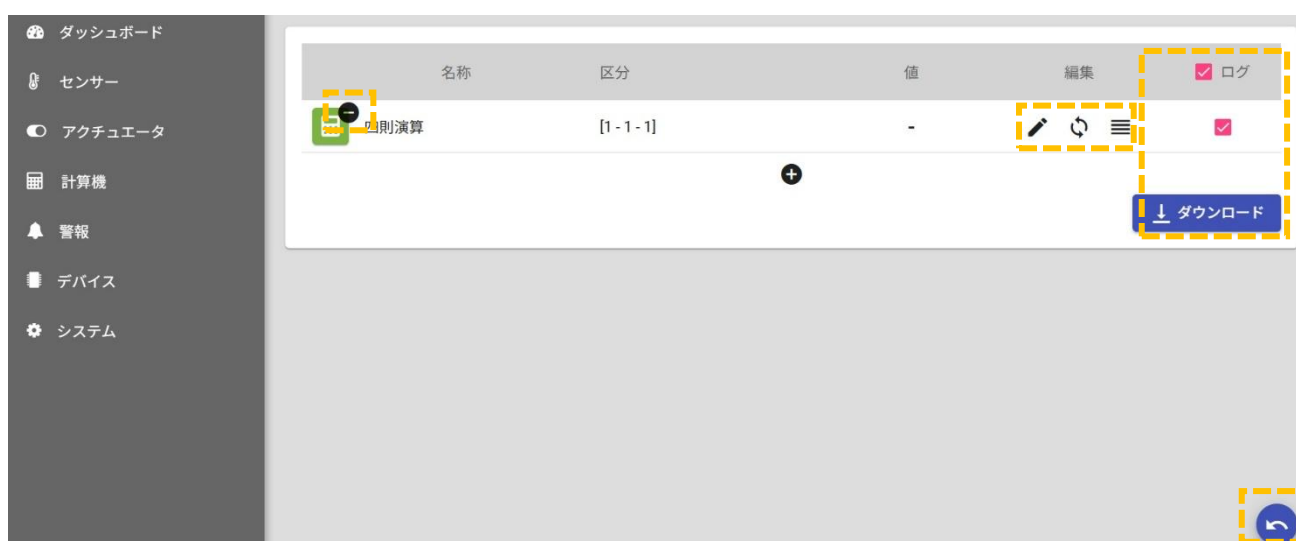 ダッシュボード
センサー
アクチュエータ
計算機
警報
デバイス
システム
名称 区分 値 編集 ログ
四則演算 [1 - 1 - 1] -
ダウンロード